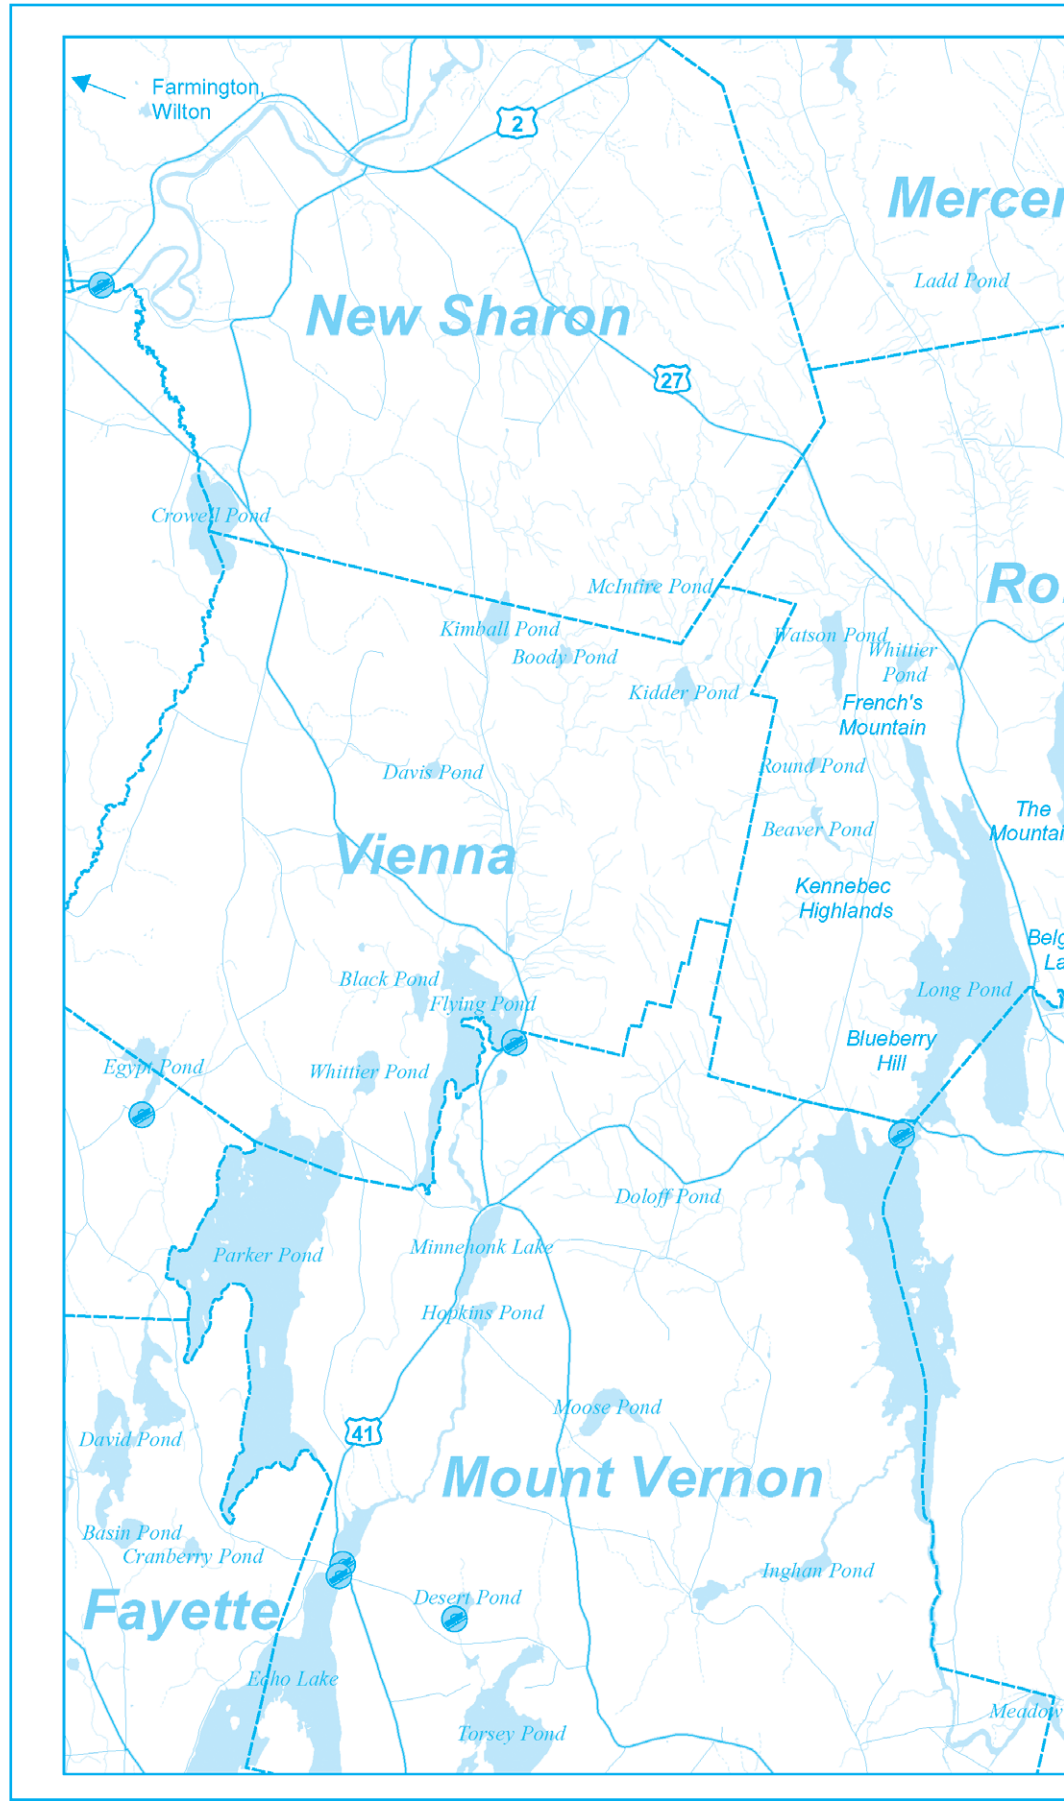 Farmington,
Wilton
2
Mercer
Ladd Pond
New Sharon
27
Crowell Pond
McIntire Pond
Kimball Pond
Boody Pond
Watson Pond
Whittier
Pond
Kidder Pond
French's
Mountain
Davis Pond
Round Pond
The
Beaver Pond
Vienna
Kennebec
Highlands
Black Pond
Flying Pond
Long Pond
Egypt Pond
Whittier Pond
Blueberry
Hill
Doloff Pond
Parker Pond
Minnehonk Lake
Hopkins Pond
41
Moose Pond
David Pond
Mount Vernon
Basin Pond
Cranberry Pond
Inghan Pond
Fayette
Desert Pond
Echo Lake
Torsey Pond
Meadow